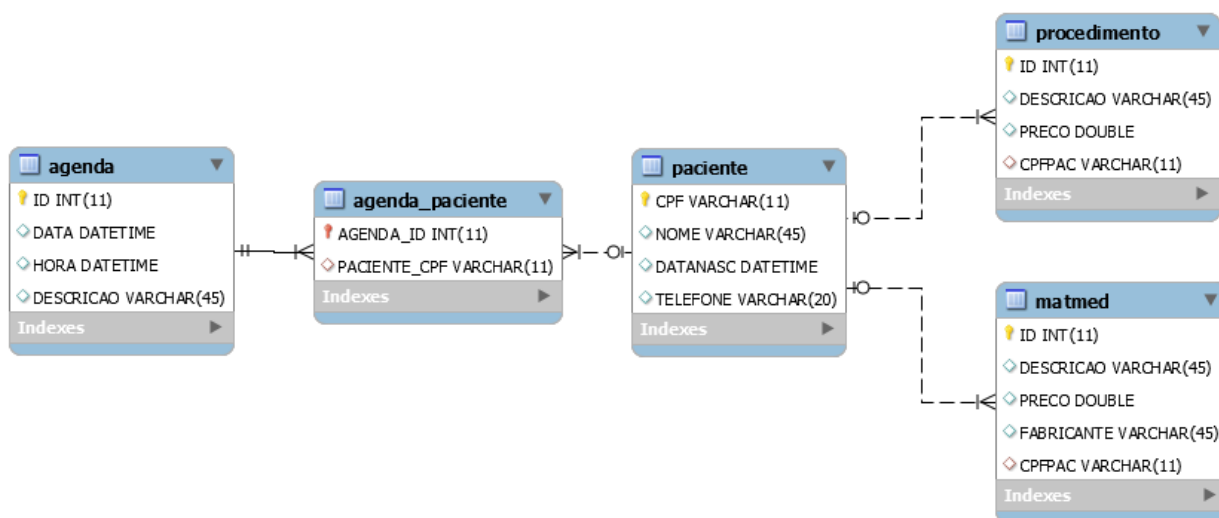 agenda
ID INT(11)
DATA DATETIME
HORA DATETIME
DESCRICAO VARCHAR(45)
Indexes
agenda_paciente
AGENDA_ID INT(11)
PACIENTE_CPF VARCHAR(11)
Indexes
paciente
CPF VARCHAR(11)
NOME VARCHAR(45)
DATANASC DATETIME
TELEFONE VARCHAR(20)
Indexes
procedimento
ID INT(11)
DESCRICAO VARCHAR(45)
PRECO DOUBLE
CPFPAC VARCHAR(11)
Indexes
matmed
ID INT(11)
DESCRICAO VARCHAR(45)
PRECO DOUBLE
FABRICANTE VARCHAR(45)
CPFPAC VARCHAR(11)
Indexes